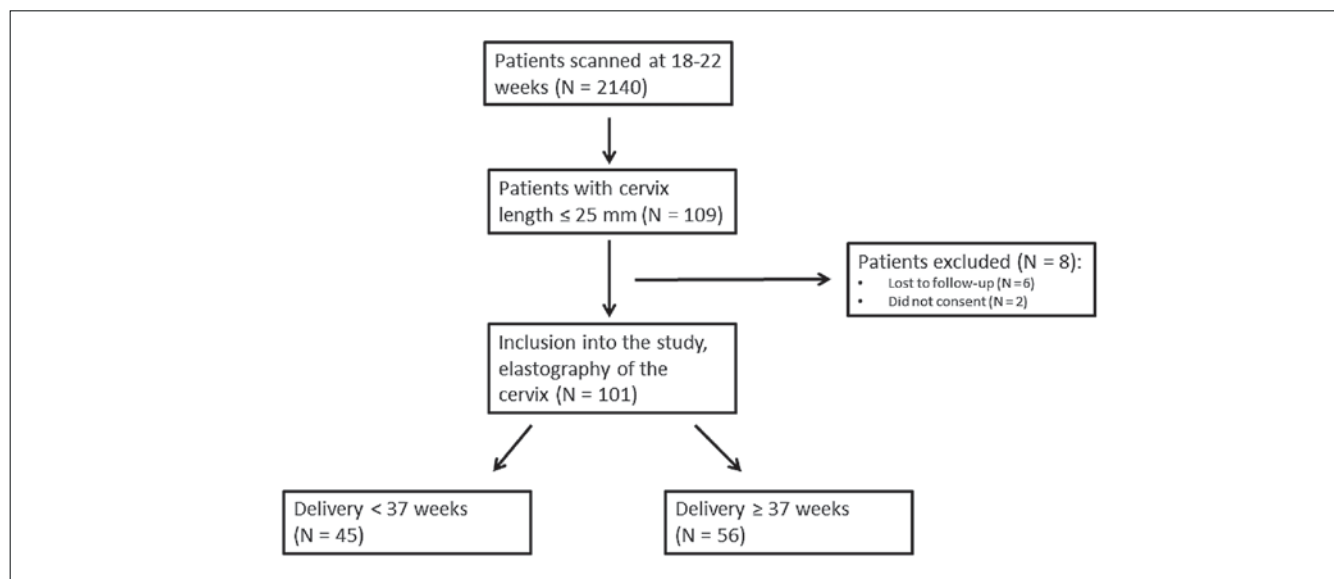 Patients scanned at 18-22
weeks (N = 2140)
Patients with cervix
length ≤ 25 mm (N = 109)
Patients excluded (N = 8):
• Lost to follow-up (N=6)
• Did not consent (N=2)
Inclusion into the study,
elastography of the
cervix (N = 101)
Delivery < 37 weeks
(N = 45)
Delivery ≥ 37 weeks
(N = 56)